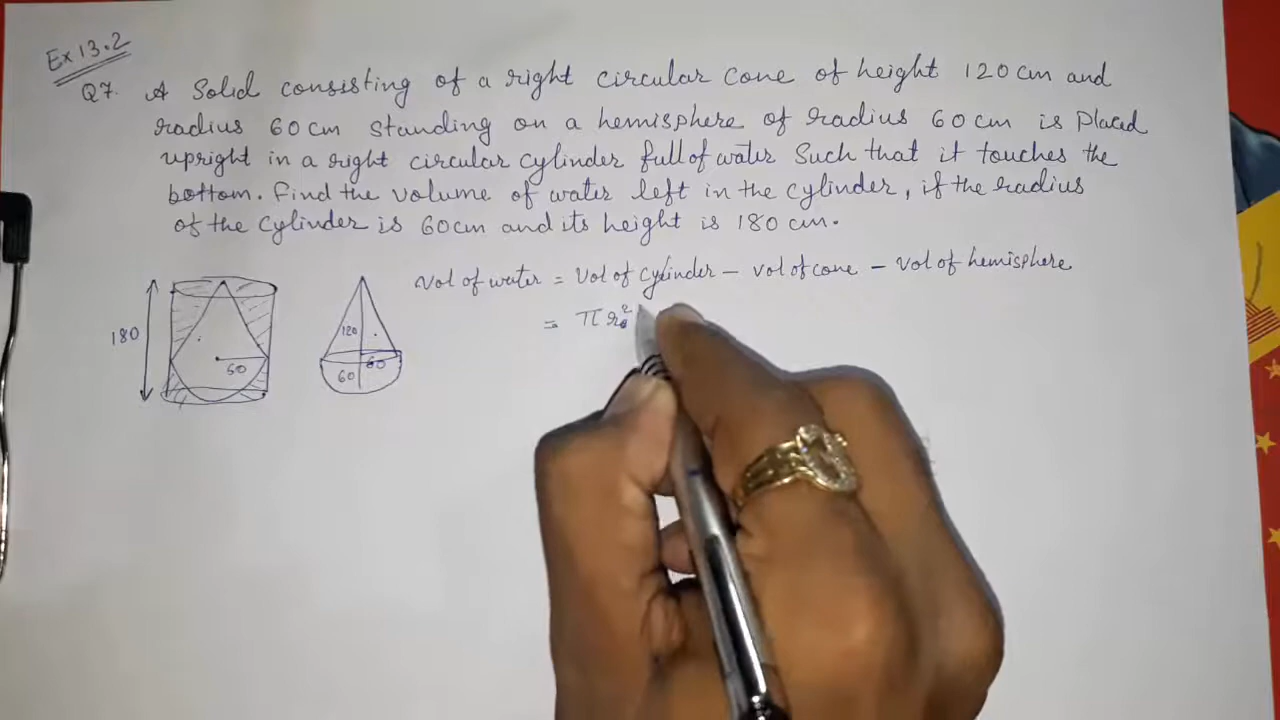 Ex 13.2
Q7. A Solid consisting of a right circular cone of height 120 cm and
radius 60 cm standing on a hemisphere of radius 60 cm is placed
upright in a right circular cylinder full of water Such that it touches the
bottom. Find the volume of water left in the cylinder, if the radius
of the cylinder is 60 cm and its height is 180 cm.
Vol of water = Vol of cylinder - vol of cone - vol of hemisphere
= πr²
180
60
120
60
60